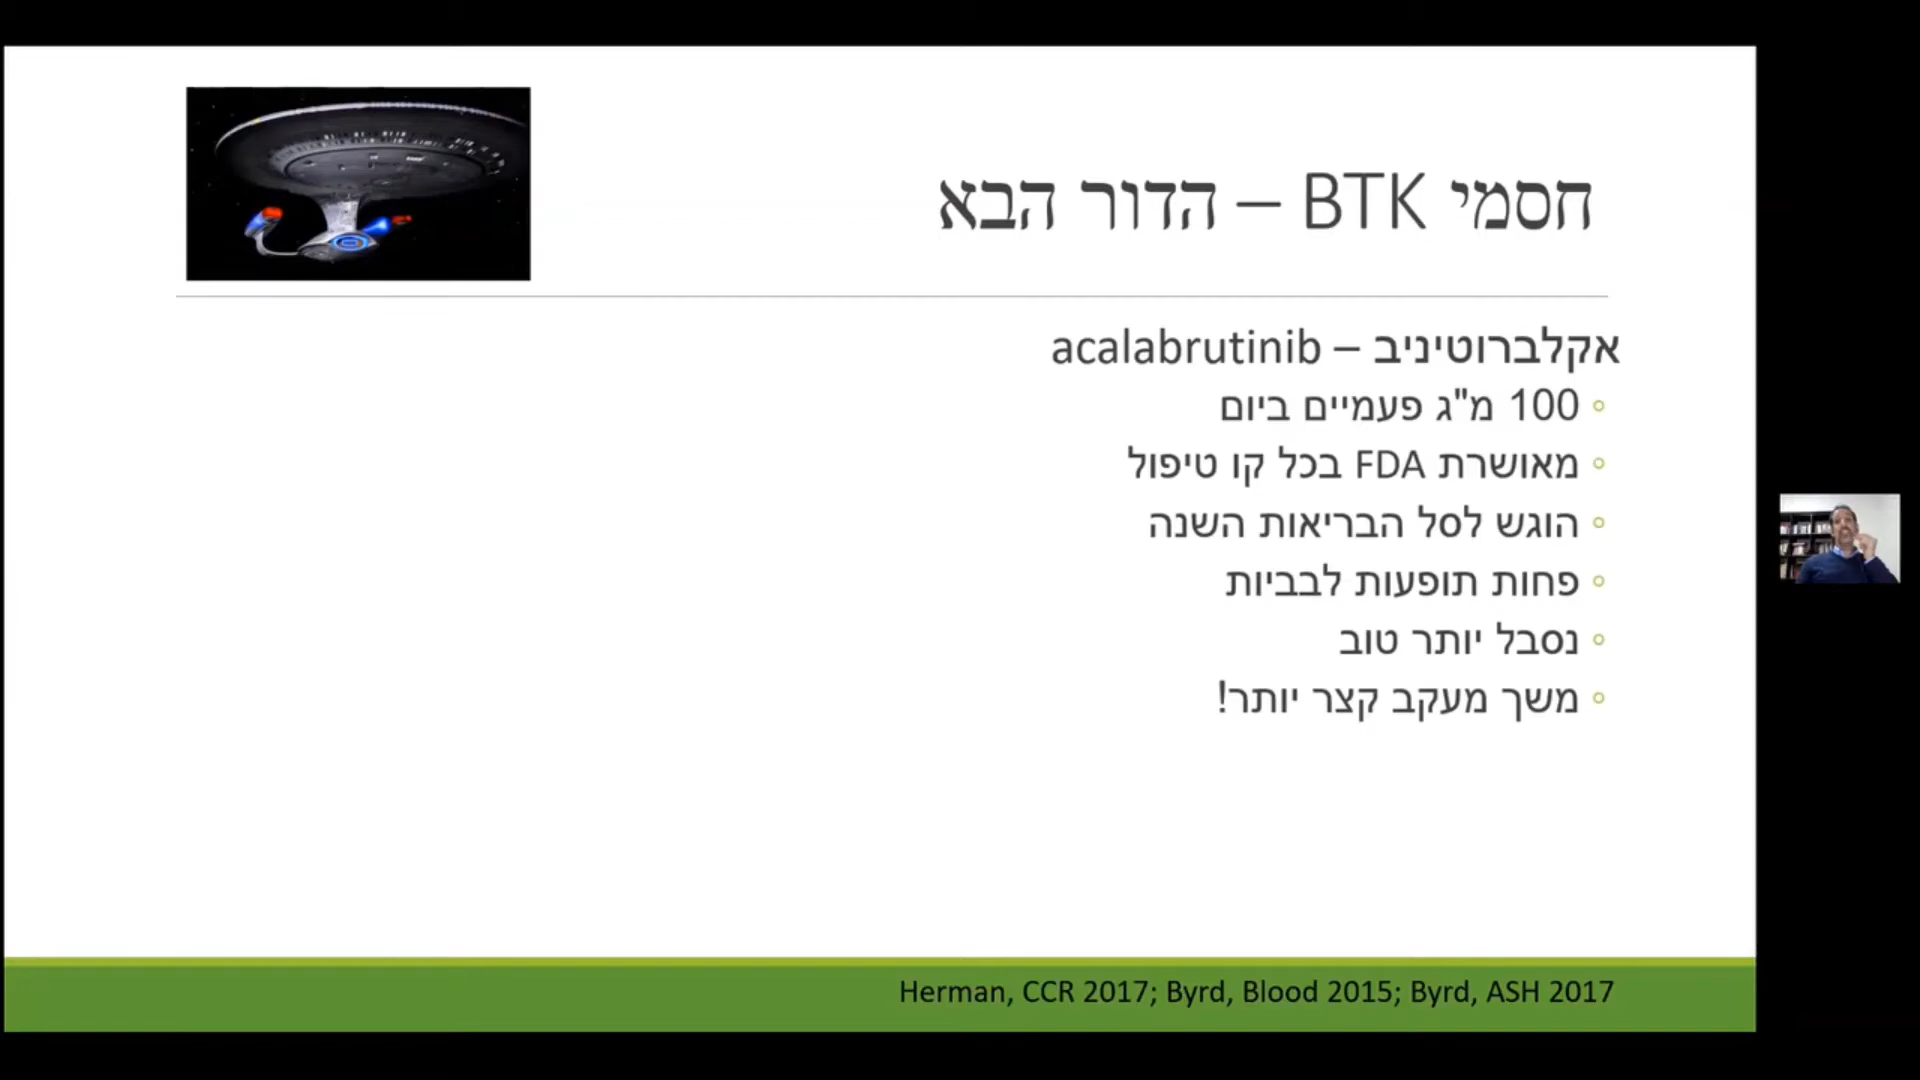 חסמי BTK – הדור הבא
אקלברוטיניב – acalabrutinib
100 מ"ג פעמיים ביום
מאושרת FDA בכל קו טיפול
הוגש לסל הבריאות השנה
פחות תופעות לבביות
נסבל יותר טוב
משך מעקב קצר יותר!
Herman, CCR 2017; Byrd, Blood 2015; Byrd, ASH 2017